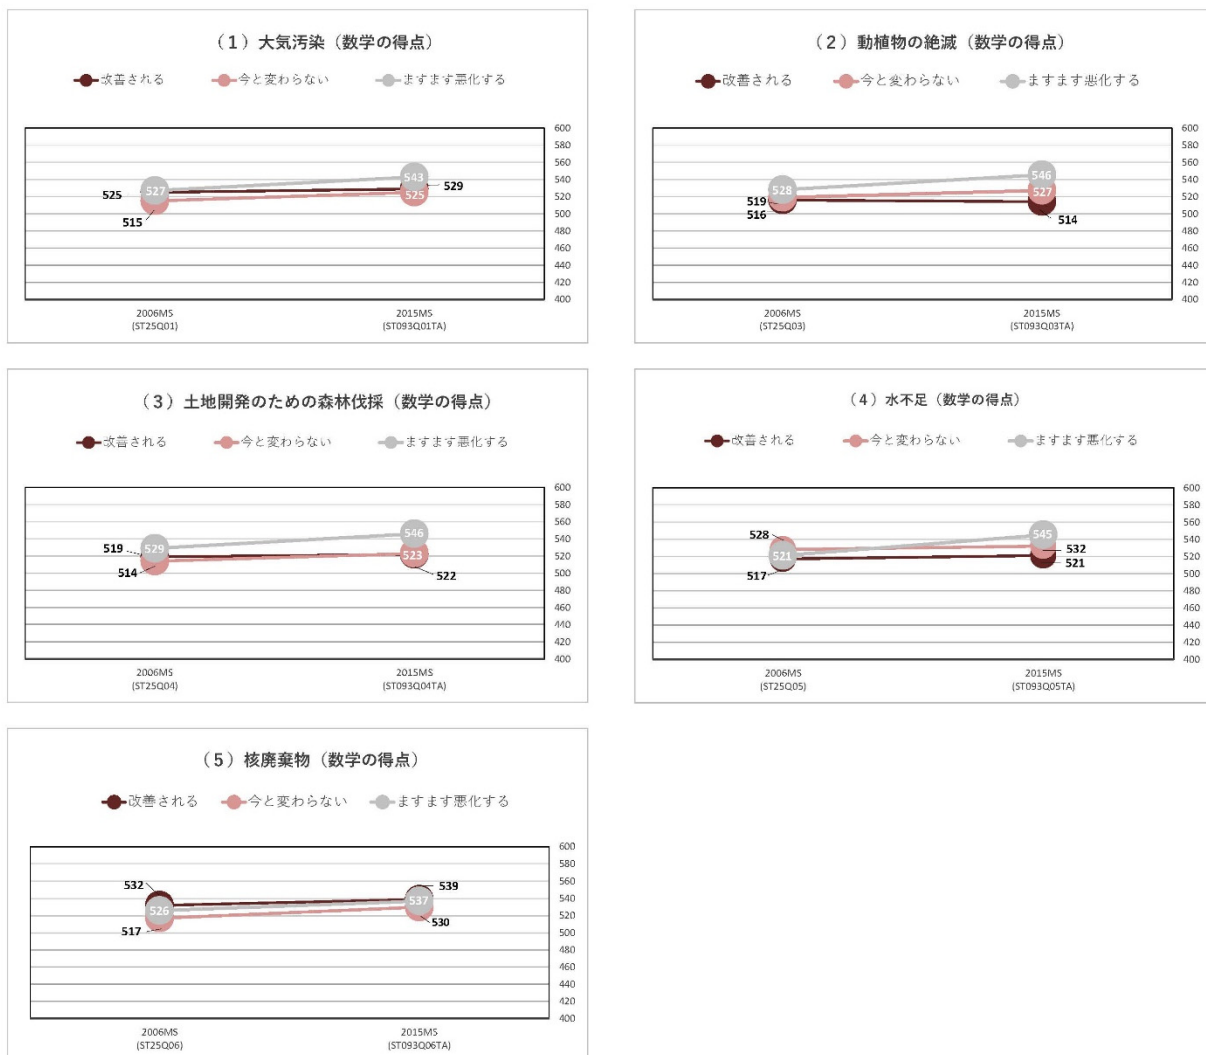 （1）大気汚染（数学の得点）
改善される 今と変わらない ますます悪化する
600
580
560
540
520
500
480
460
440
420
400
525 527 515
543 525 529
2006MS 2015MS
(ST25Q01) (ST093Q01TA)
（2）動植物の絶滅（数学の得点）
改善される 今と変わらない ますます悪化する
600
580
560
540
520
500
480
460
440
420
400
528 519 516
546 527 514
2006MS 2015MS
(ST25Q03) (ST093Q03TA)
（3）土地開発のための森林伐採（数学の得点）
改善される 今と変わらない ますます悪化する
600
580
560
540
520
500
480
460
440
420
400
519 529 514
546 523 522
2006MS 2015MS
(ST25Q04) (ST093Q04TA)
（4）水不足（数学の得点）
改善される 今と変わらない ますます悪化する
600
580
560
540
520
500
480
460
440
420
400
528 521 517
545 532 521
2006MS 2015MS
(ST25Q05) (ST093Q05TA)
（5）核廃棄物（数学の得点）
改善される 今と変わらない ますます悪化する
600
580
560
540
520
500
480
460
440
420
400
532 526 517
539 537 530
2006MS 2015MS
(ST25Q06) (ST093Q06TA)